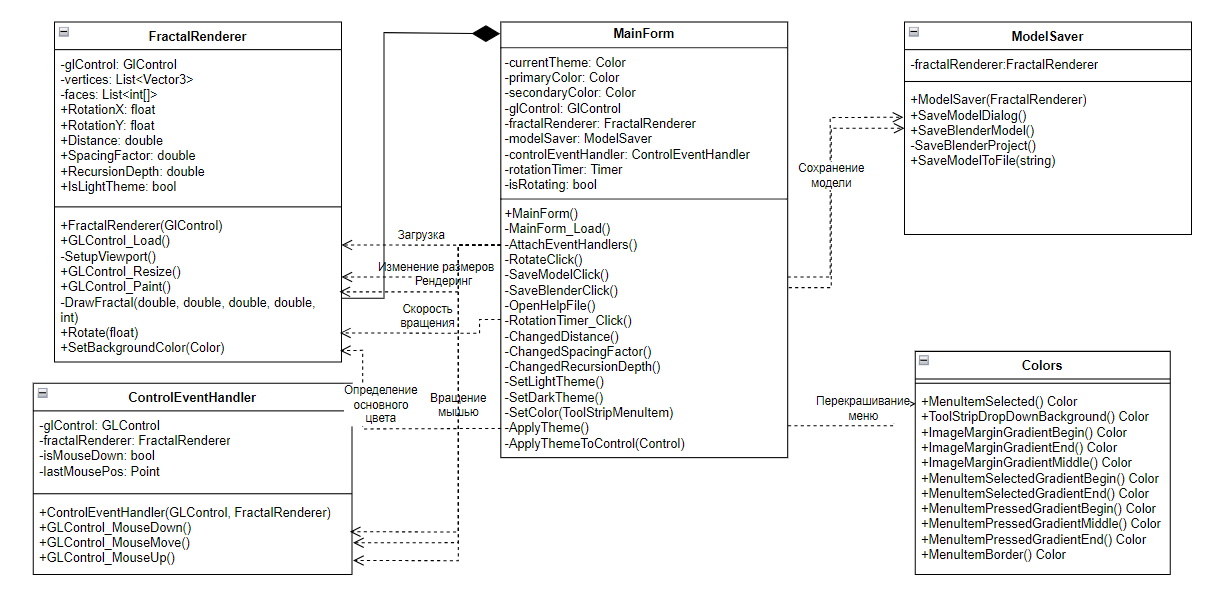 FractalRenderer
-glControl: GlControl
-vertices: List<Vector3>
-faces: List<int[]>
+RotationX: float
+RotationY: float
+Distance: double
+SpacingFactor: double
+RecursionDepth: double
+IsLightTheme: bool
+FractalRenderer(GlControl)
+GLControl_Load()
-SetupViewport()
+GLControl_Resize()
+GLControl_Paint()
-DrawFractal(double, double, double, double,
int)
+Rotate(float)
+SetBackgroundColor(Color)
ControlEventHandler
-glControl: GLControl
-fractalRenderer: FractalRenderer
-isMouseDown: bool
-lastMousePos: Point
+ControlEventHandler(GLControl, FractalRenderer)
+GLControl_MouseDown()
+GLControl_MouseMove()
+GLControl_MouseUp()
Загрузка
Изменение размеров
Рендеринг
Скорость
вращения
Определение
основного
цвета
Вращение
мышью
MainForm
-currentTheme: Color
-primaryColor: Color
-secondaryColor: Color
-glControl: GlControl
-fractalRenderer: FractalRenderer
-modelSaver: ModelSaver
-controlEventHandler: ControlEventHandler
-rotationTimer: Timer
-isRotating: bool
+MainForm()
-MainForm_Load()
-AttachEventHandlers()
-RotateClick()
-SaveModelClick()
-SaveBlenderClick()
-OpenHelpFile()
-RotationTimer_Click()
-ChangedDistance()
-ChangedSpacingFactor()
-ChangedRecursionDepth()
-SetLightTheme()
-SetDarkTheme()
-SetColor(ToolStripMenuItem)
-ApplyTheme()
-ApplyThemeToControl(Control)
Сохранение
модели
Перекрашивание
меню
ModelSaver
-fractalRenderer:FractalRenderer
+ModelSaver(FractalRenderer)
+SaveModelDialog()
+SaveBlenderModel()
-SaveBlenderProject()
+SaveModelToFile(string)
Colors
+MenuItemSelected() Color
+ToolStripDropDownBackground() Color
+ImageMarginGradientBegin() Color
+ImageMarginGradientEnd() Color
+ImageMarginGradientMiddle() Color
+MenuItemSelectedGradientBegin() Color
+MenuItemSelectedGradientEnd() Color
+MenuItemPressedGradientBegin() Color
+MenuItemPressedGradientMiddle() Color
+MenuItemPressedGradientEnd() Color
+MenuItemBorder() Color